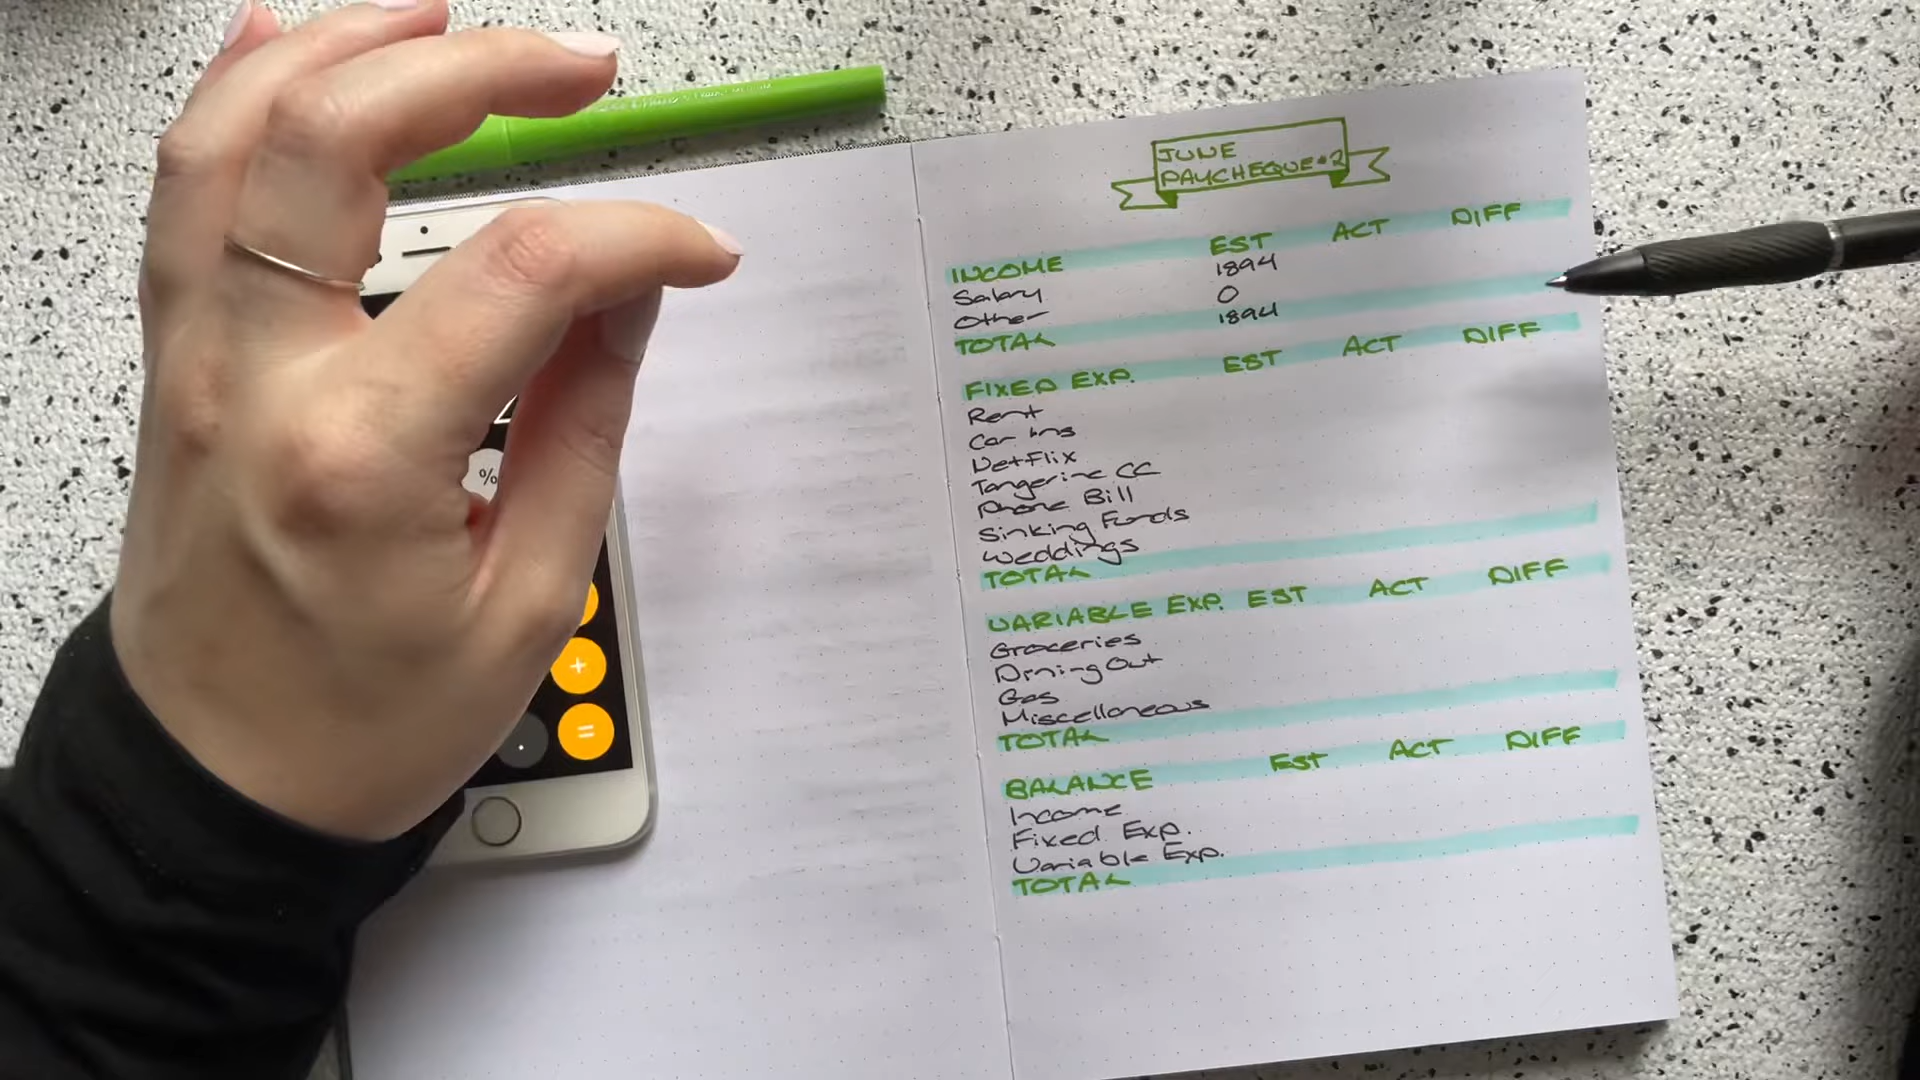 JUNE
PAYCHEQUE #2
INCOME EST ACT DIFF
Salary 1894
Other 0
TOTAL 1894
FIXED EXP. EST ACT DIFF
Rent
Car Ins
Netflix
Tangerine CC
Phone Bill
Sinking Funds
Weddings
TOTAL
VARIABLE EXP. EST ACT DIFF
Groceries
Dining Out
Gas
Miscellaneous
TOTAL
BALANCE EST ACT DIFF
Income
Fixed Exp.
Variable Exp.
TOTAL
%
+
=
.